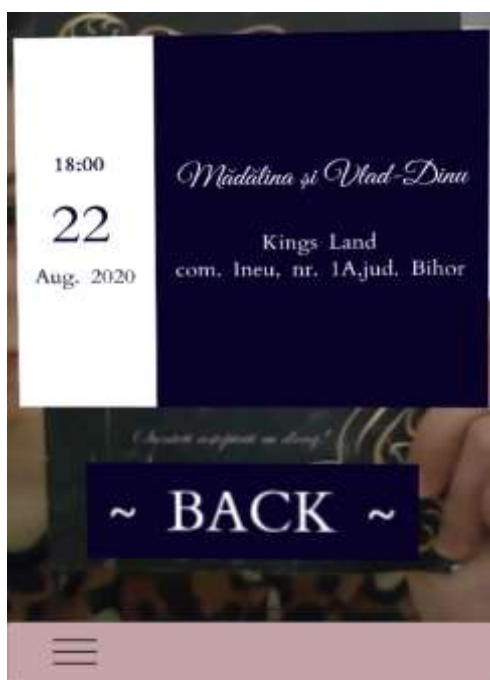 18:00
22
Aug. 2020
Mădălina și Vlad-Dinu
Kings Land
com. Ineu, nr. 1A,jud. Bihor
~ BACK ~